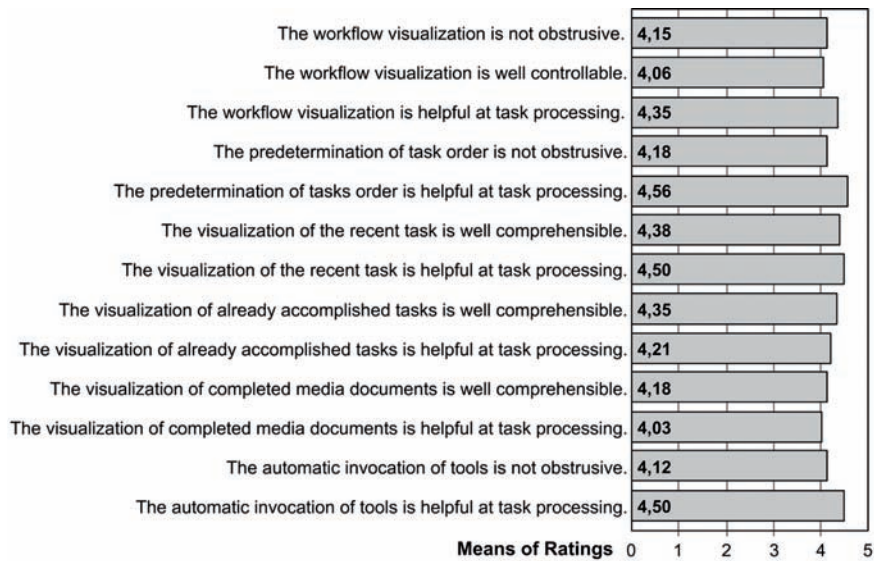 The workflow visualization is not obstrusive. 4,15
The workflow visualization is well controllable. 4,06
The workflow visualization is helpful at task processing. 4,35
The predetermination of task order is not obstrusive. 4,18
The predetermination of tasks order is helpful at task processing. 4,56
The visualization of the recent task is well comprehensible. 4,38
The visualization of the recent task is helpful at task processing. 4,50
The visualization of already accomplished tasks is well comprehensible. 4,35
The visualization of already accomplished tasks is helpful at task processing. 4,21
The visualization of completed media documents is well comprehensible. 4,18
The visualization of completed media documents is helpful at task processing. 4,03
The automatic invocation of tools is not obstrusive. 4,12
The automatic invocation of tools is helpful at task processing. 4,50
Means of Ratings 0 1 2 3 4 5